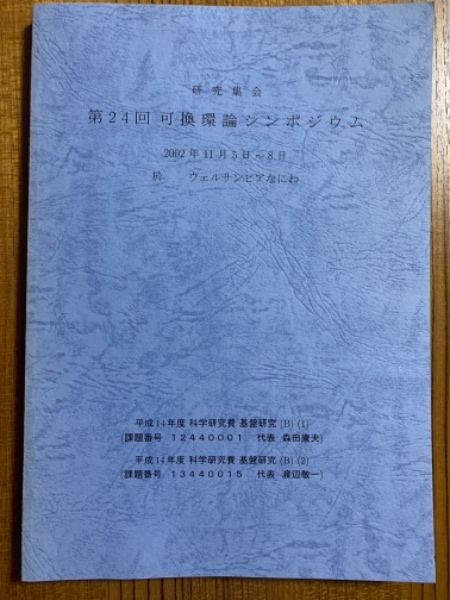 研究集会
第24回 可換環論シンポジウム
2002年11月5日～8日
於 ウェルサンピアなにわ
平成14年度 科学研究費 基盤研究 (B) (1)
(課題番号 12440001 代表 森田康夫)
平成14年度 科学研究費 基盤研究 (B) (2)
(課題番号 13440015 代表 渡辺敬一)